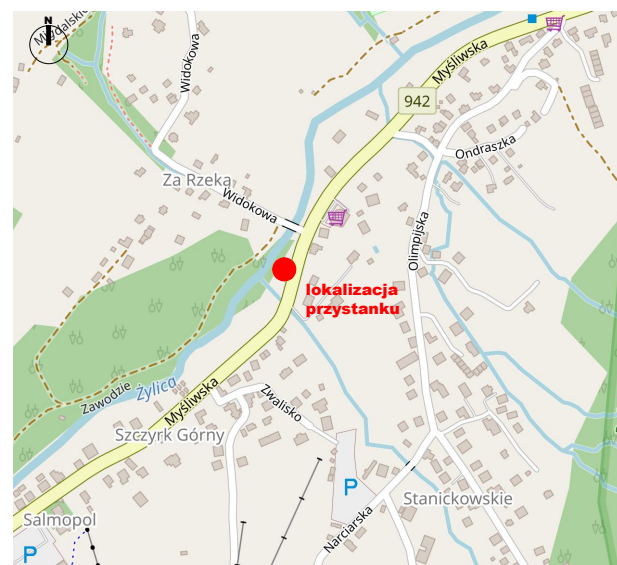 N
Migdalskie
Widokowa
Myśliwska
942
Ondraszka
Za Rzeka
Widokowa
Olimpijska
lokalizacja
przystanku
Żylica
Zawodzie
Myśliwska
Zwalisko
Szczyrk Górny
P
Stanickowskie
Salmopol
Narciarska
P